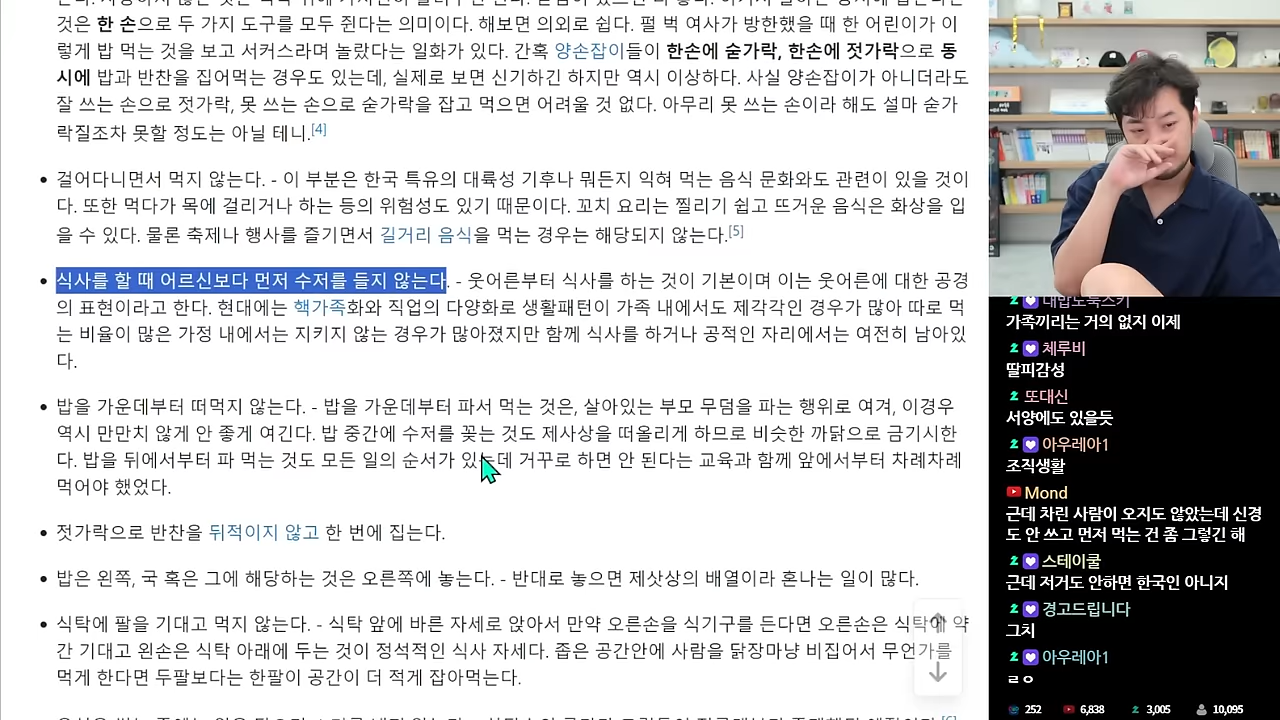 것은 한 손으로 두 가지 도구를 모두 쥔다는 의미이다. 해보면 의외로 쉽다. 펄 벅 여사가 방한했을 때 한 어린이가 이
렇게 밥 먹는 것을 보고 서커스라며 놀랐다는 일화가 있다. 간혹 양손잡이들이 한손에 숟가락, 한손에 젓가락으로 동
시에 밥과 반찬을 집어먹는 경우도 있는데, 실제로 보면 신기하긴 하지만 역시 이상하다. 사실 양손잡이가 아니더라도
잘 쓰는 손으로 젓가락, 못 쓰는 손으로 숟가락을 잡고 먹으면 어려울 것 없다. 아무리 못 쓰는 손이라 해도 설마 숟가
락질조차 못할 정도는 아닐 테니.[4]
• 걸어다니면서 먹지 않는다. - 이 부분은 한국 특유의 대륙성 기후나 뭐든지 익혀 먹는 음식 문화와도 관련이 있을 것이
다. 또한 먹다가 목에 걸리거나 하는 등의 위험성도 있기 때문이다. 꼬치 요리는 찔리기 쉽고 뜨거운 음식은 화상을 입
을 수 있다. 물론 축제나 행사를 즐기면서 길거리 음식을 먹는 경우는 해당되지 않는다.[5]
• 식사를 할 때 어르신보다 먼저 수저를 들지 않는다. - 웃어른부터 식사를 하는 것이 기본이며 이는 웃어른에 대한 공경
의 표현이라고 한다. 현대에는 핵가족화와 직업의 다양화로 생활패턴이 가족 내에서도 제각각인 경우가 많아 따로 먹
는 비율이 많은 가정 내에서는 지키지 않는 경우가 많아졌지만 함께 식사를 하거나 공적인 자리에서는 여전히 남아있
다.
• 밥을 가운데부터 떠먹지 않는다. - 밥을 가운데부터 파서 먹는 것은, 살아있는 부모 무덤을 파는 행위로 여겨, 이경우
역시 만만치 않게 안 좋게 여긴다. 밥 중간에 수저를 꽂는 것도 제사상을 떠올리게 하므로 비슷한 까닭으로 금기시한
다. 밥을 뒤에서부터 파 먹는 것도 모든 일의 순서가 있는데 거꾸로 하면 안 된다는 교육과 함께 앞에서부터 차례차례
먹어야 했었다.
• 젓가락으로 반찬을 뒤적이지 않고 한 번에 집는다.
• 밥은 왼쪽, 국 혹은 그에 해당하는 것은 오른쪽에 놓는다. - 반대로 놓으면 제삿상의 배열이라 혼나는 일이 많다.
• 식탁에 팔을 기대고 먹지 않는다. - 식탁 앞에 바른 자세로 앉아서 만약 오른손을 식기구를 든다면 오른손은 식탁에 약
간 기대고 왼손은 식탁 아래에 두는 것이 정석적인 식사 자세다. 좁은 공간안에 사람을 닭장마냥 비집어서 무언가를
먹게 한다면 두팔보다는 한팔이 공간이 더 적게 잡아먹는다.
가족끼리는 거의 없지 이제
체루비
딸피감성
또대신
서양에도 있을듯
아우레아1
조직생활
Mond
근데 차린 사람이 오지도 않았는데 신경
도 안 쓰고 먼저 먹는 건 좀 그렇긴 해
스테이쿨
근데 저거도 안하면 한국인 아니지
경고드립니다
그치
아우레아1
ㄹㅇ
252 6,838 3,005 10,095